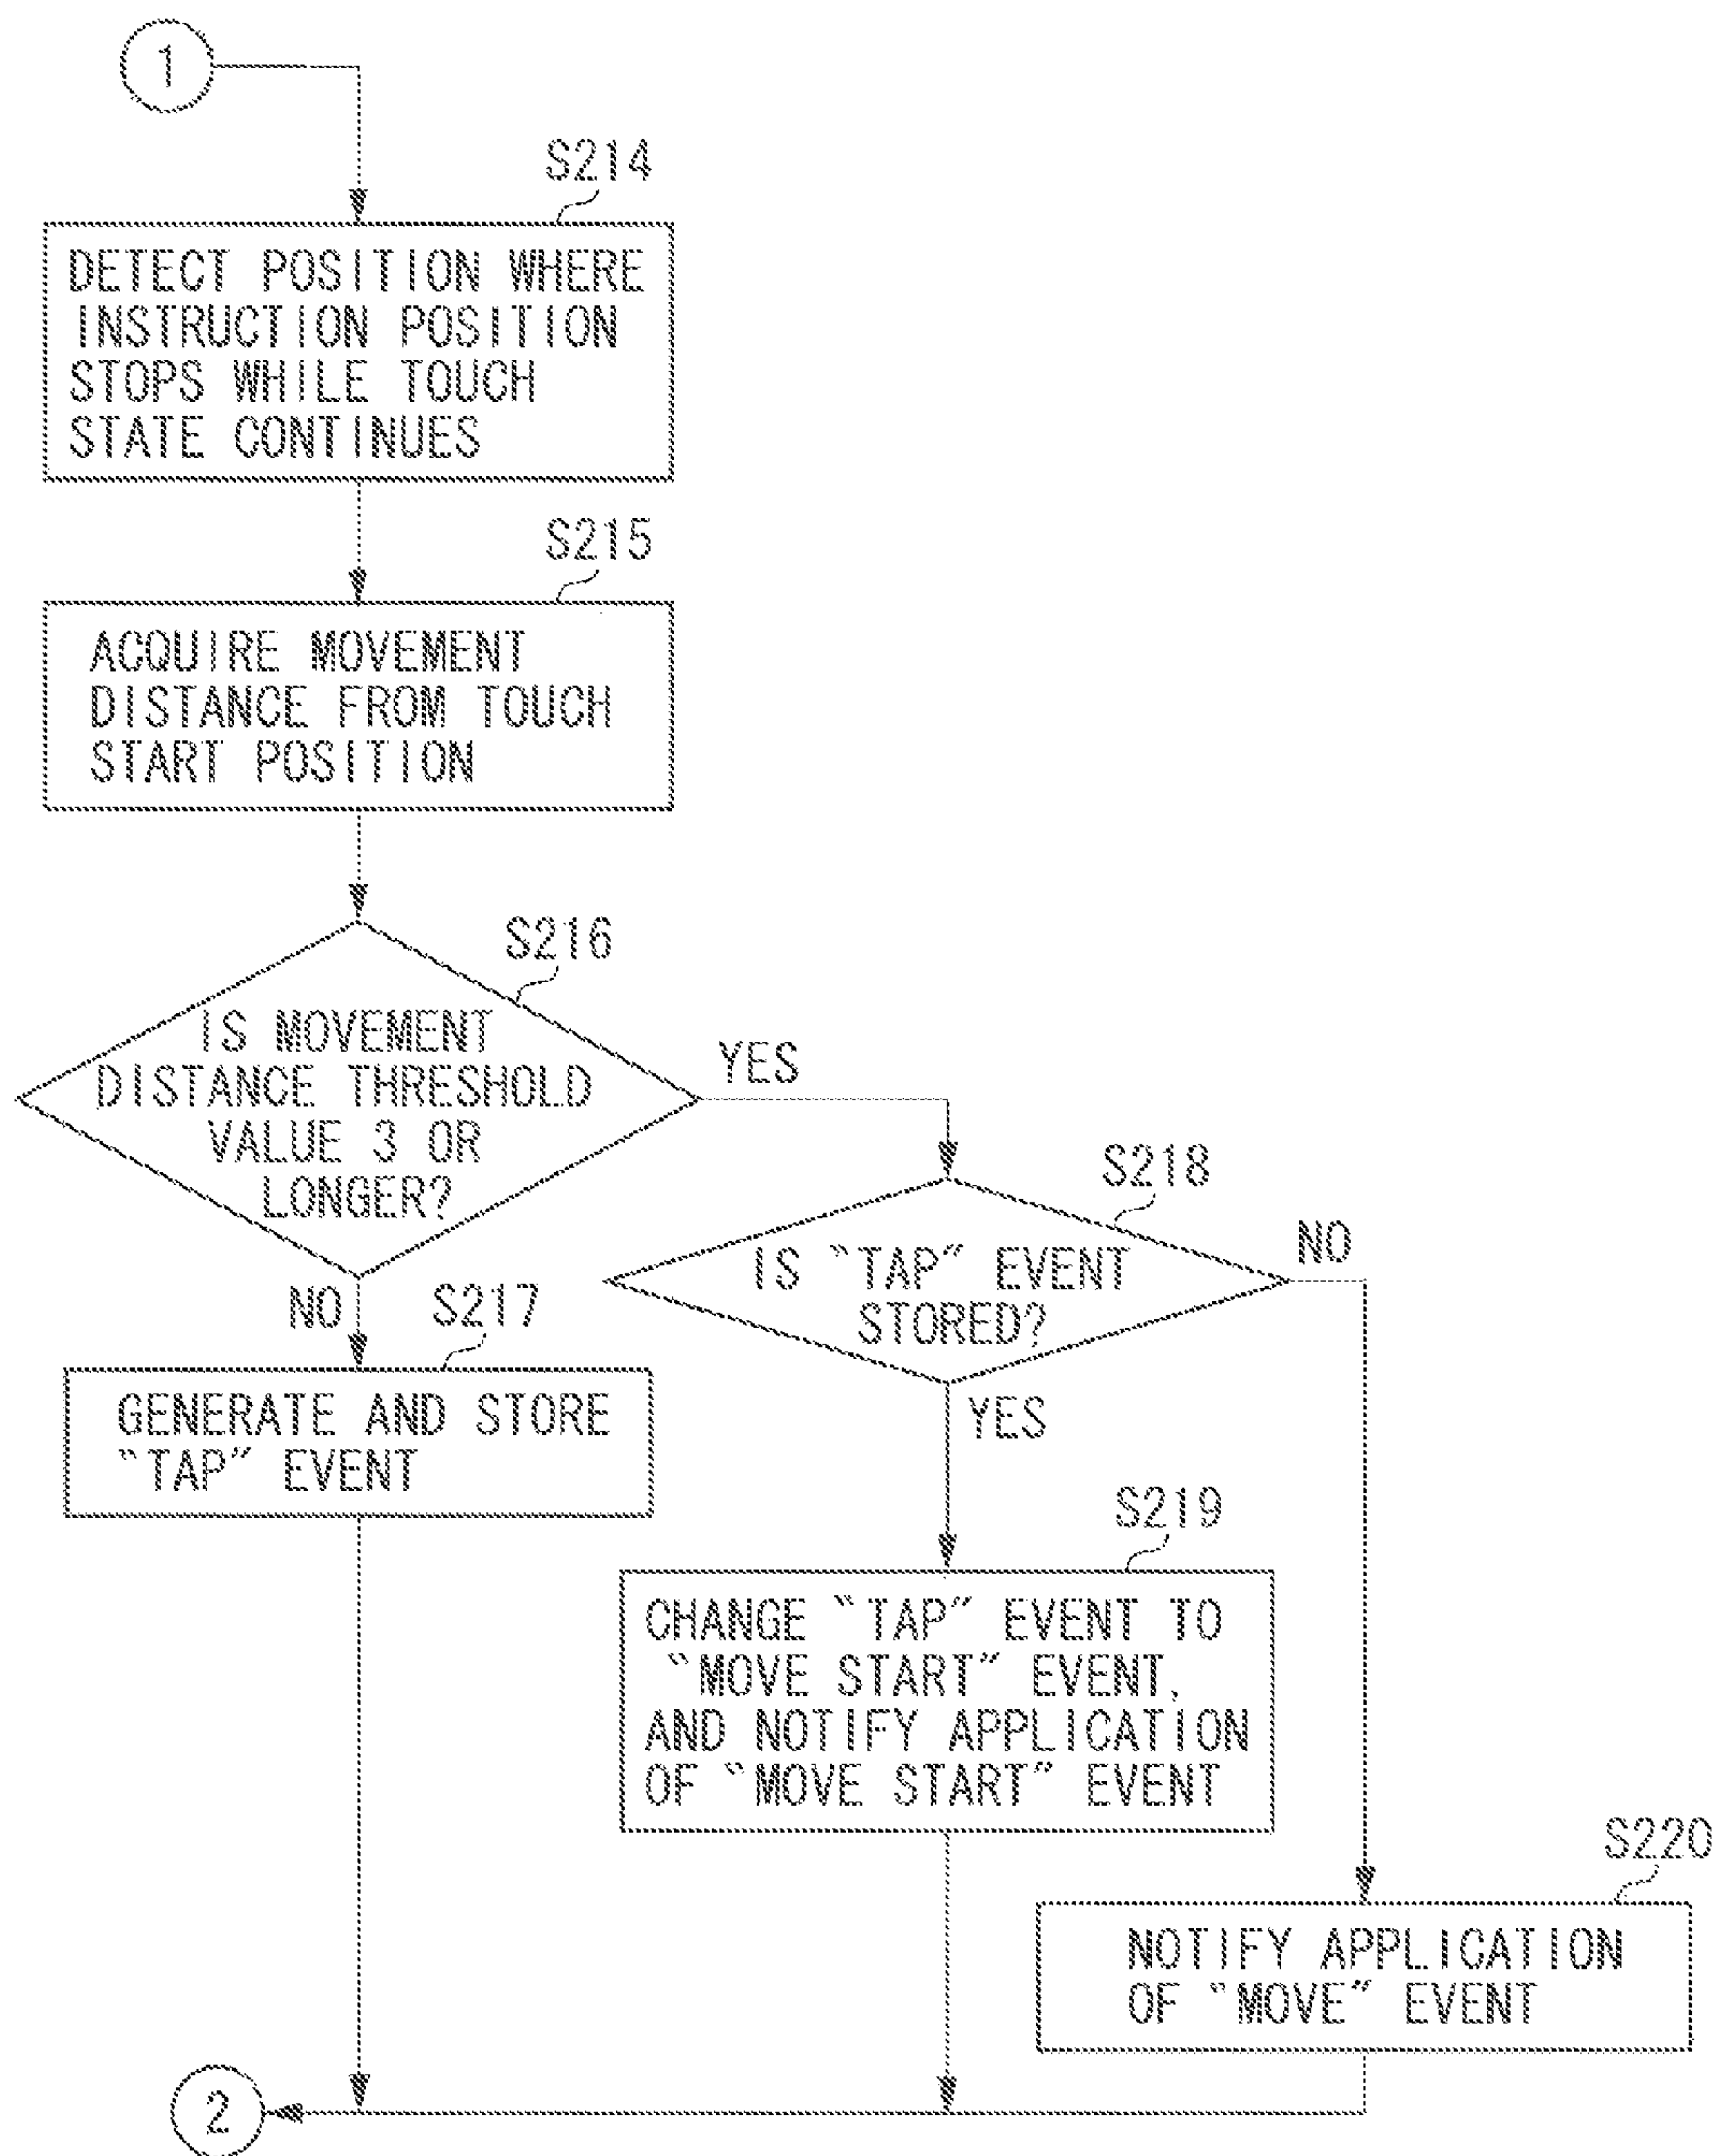 1
S214
DETECT POSITION WHERE
INSTRUCTION POSITION
STOPS WHILE TOUCH
STATE CONTINUES
S215
ACQUIRE MOVEMENT
DISTANCE FROM TOUCH
START POSITION
S216
IS MOVEMENT
DISTANCE THRESHOLD
VALUE 3 OR
LONGER?
YES
NO
S217
GENERATE AND STORE
“TAP” EVENT
S218
IS “TAP” EVENT
STORED?
NO
YES
S219
CHANGE “TAP” EVENT TO
“MOVE START” EVENT,
AND NOTIFY APPLICATION
OF “MOVE START” EVENT
S220
NOTIFY APPLICATION
OF “MOVE” EVENT
2